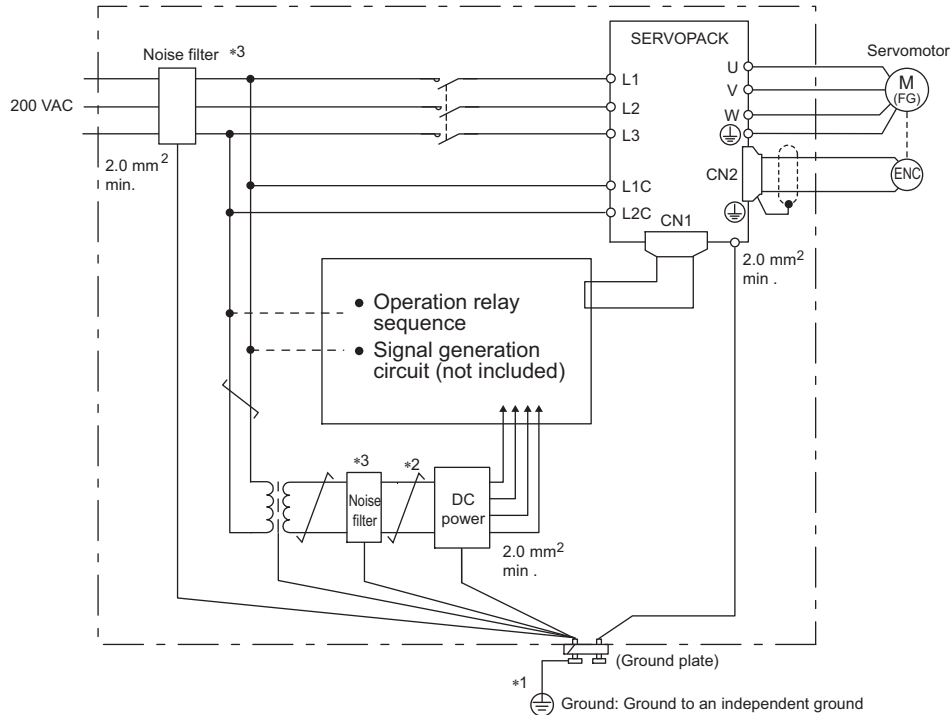 SERVOPACK
Noise filter *3
Servomotor
L1
U
M
(FG)
200 VAC
L2
V
L3
W
2.0 mm2
min.
CN2
ENC
L1C
L2C
CN1
2.0 mm2
min .
• Operation relay
sequence
• Signal generation
circuit (not included)
*3
*2
Noise
filter
DC
power
2.0 mm2
min .
(Ground plate)
*1
Ground: Ground to an independent ground